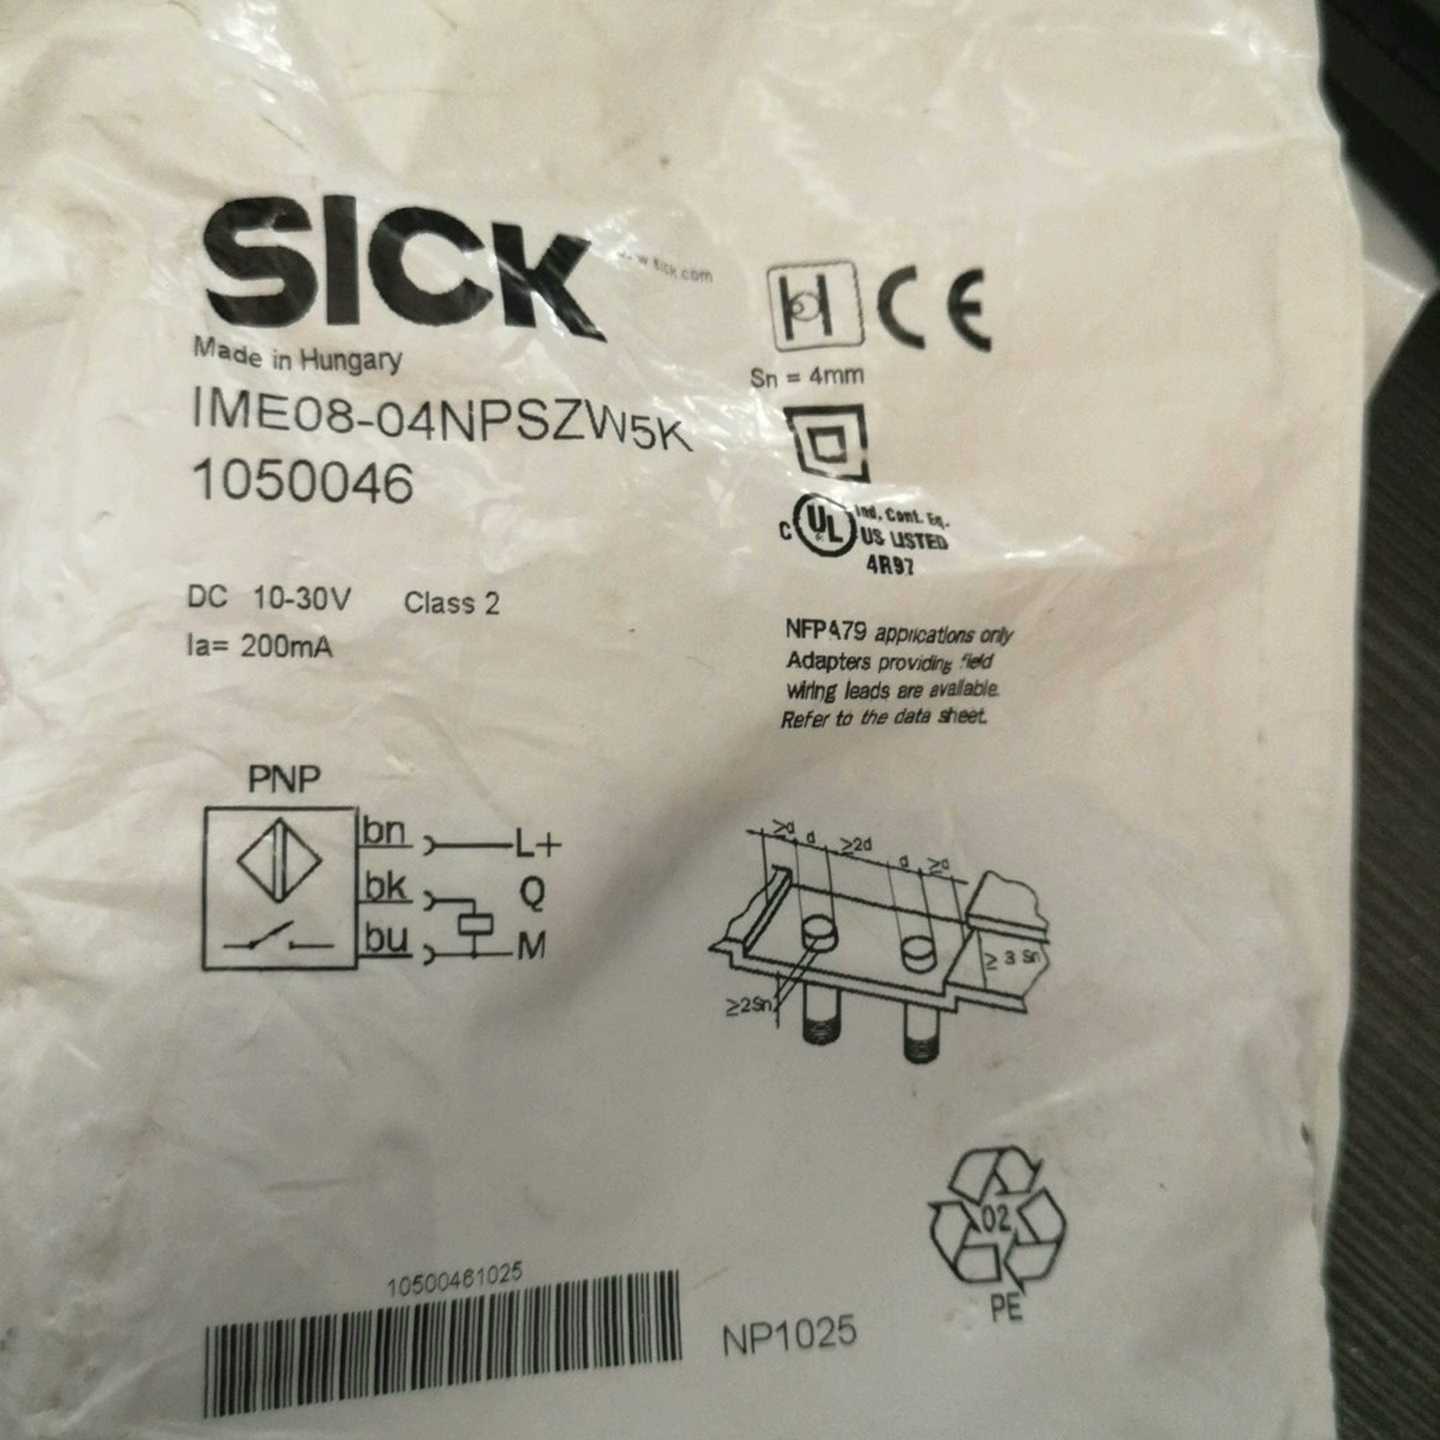 SICK
www.sick.com
Made in Hungary
IME08-04NPSZW5K
1050046
DC 10-30V Class 2
Ia= 200mA
H
CE
Sn = 4mm
C UL US LISTED
Ind. Cont. Eq.
4R97
NFPA79 applications only
Adapters providing field
wiring leads are available.
Refer to the data sheet.
PNP
bn L+
bk Q
bu M
≥d d ≥2d d ≥d
≥ 3 Sn
≥2Sn
02
PE
10500461025
NP1025